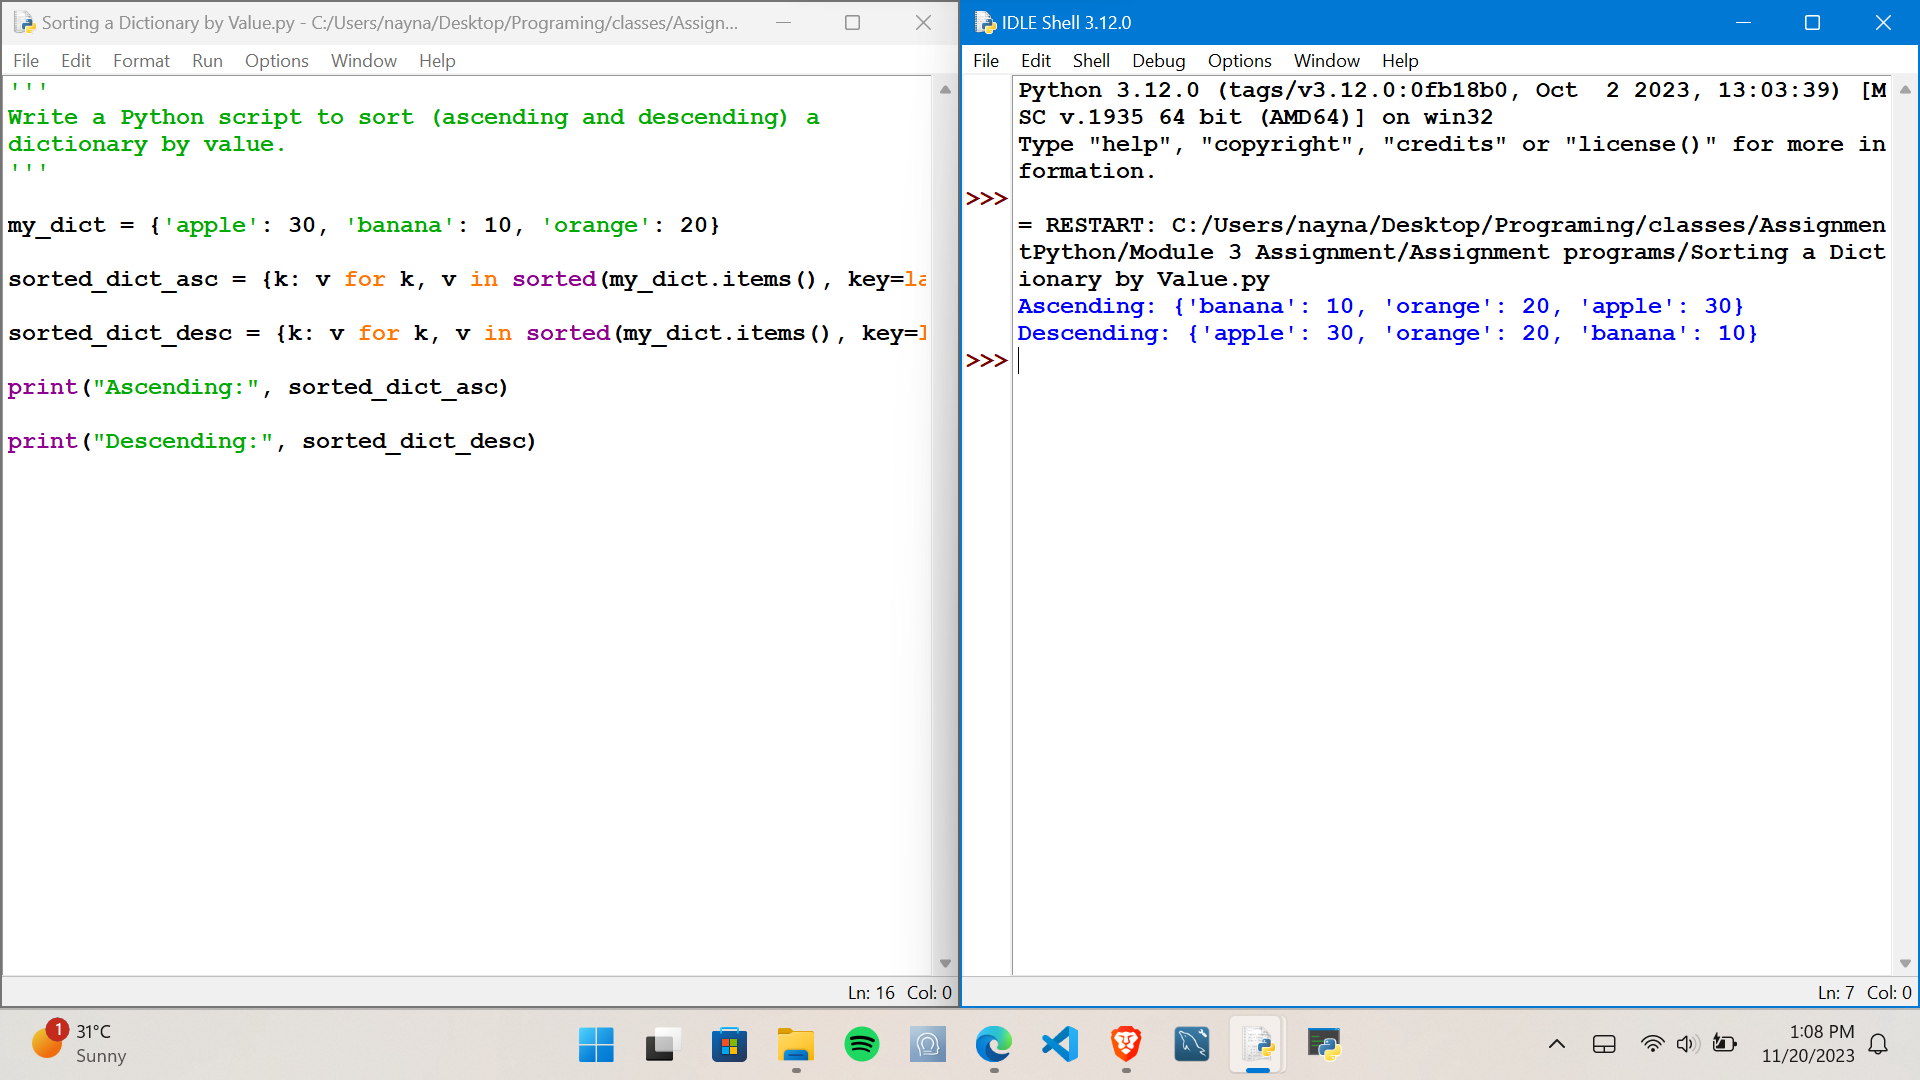 Sorting a Dictionary by Value.py - C:/Users/nayna/Desktop/Programing/classes/Assign...
File Edit Format Run Options Window Help
'''
Write a Python script to sort (ascending and descending) a
dictionary by value.
'''
my_dict = {'apple': 30, 'banana': 10, 'orange': 20}
sorted_dict_asc = {k: v for k, v in sorted(my_dict.items(), key=la
sorted_dict_desc = {k: v for k, v in sorted(my_dict.items(), key=l
print("Ascending:", sorted_dict_asc)
print("Descending:", sorted_dict_desc)
Ln: 16 Col: 0
IDLE Shell 3.12.0
File Edit Shell Debug Options Window Help
Python 3.12.0 (tags/v3.12.0:0fb18b0, Oct  2 2023, 13:03:39) [M
SC v.1935 64 bit (AMD64)] on win32
Type "help", "copyright", "credits" or "license()" for more in
formation.
>>>
= RESTART: C:/Users/nayna/Desktop/Programing/classes/Assignmen
tPython/Module 3 Assignment/Assignment programs/Sorting a Dict
ionary by Value.py
Ascending: {'banana': 10, 'orange': 20, 'apple': 30}
Descending: {'apple': 30, 'orange': 20, 'banana': 10}
>>>
Ln: 7 Col: 0
1
31°C
Sunny
1:08 PM
11/20/2023